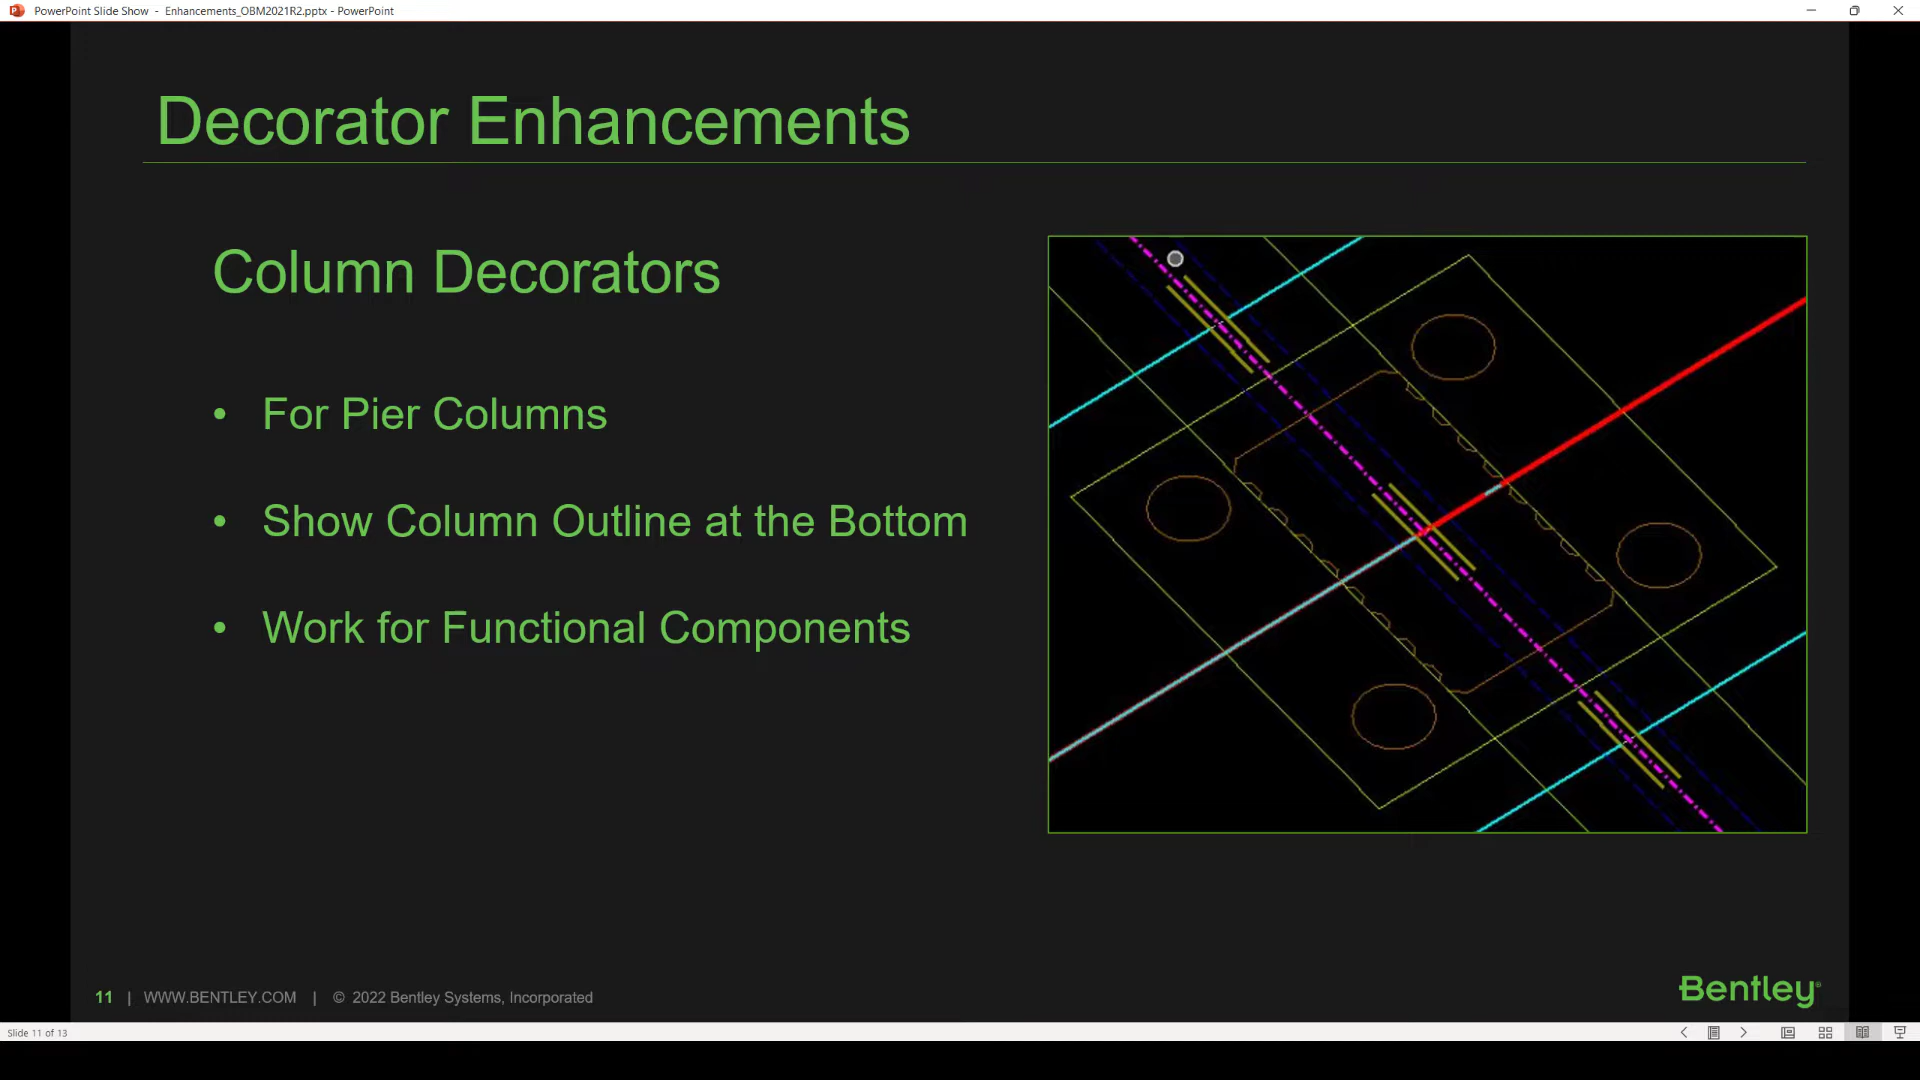 PowerPoint Slide Show - Enhancements_OBM2021R2.pptx - PowerPoint
Decorator Enhancements
Column Decorators
• For Pier Columns
• Show Column Outline at the Bottom
• Work for Functional Components
11 | WWW.BENTLEY.COM | © 2022 Bentley Systems, Incorporated
Bentley®
Slide 11 of 13